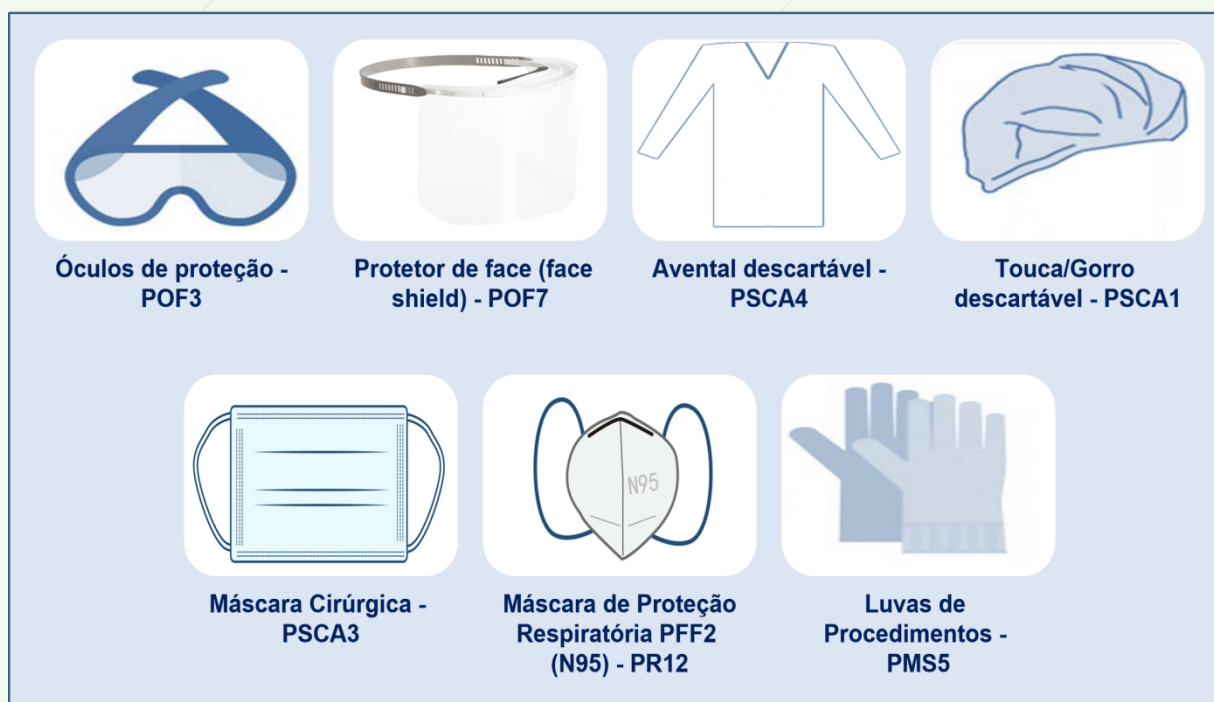 Óculos de proteção -
POF3
Protetor de face (face
shield) - POF7
Avental descartável -
PSCA4
Touca/Gorro
descartável - PSCA1
N95
Máscara Cirúrgica -
PSCA3
Máscara de Proteção
Respiratória PFF2
(N95) - PR12
Luvas de
Procedimentos -
PMS5